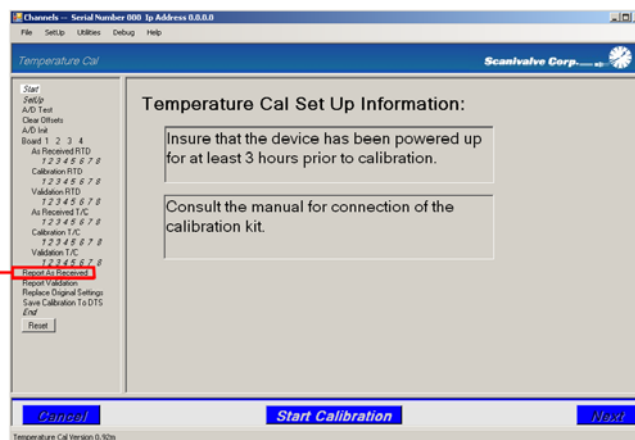 Channels -- Serial Number 000 Ip Address 0.0.0.0
File SetUp Utilities Debug Help
Temperature Cal
Scanivalve Corp.
Start
SetUp
A/D Test
Clear Offsets
A/D Init
Board 1 2 3 4
As Received RTD
1 2 3 4 5 6 7 8
Calibration RTD
1 2 3 4 5 6 7 8
Validation RTD
1 2 3 4 5 6 7 8
As Received T/C
1 2 3 4 5 6 7 8
Calibration T/C
1 2 3 4 5 6 7 8
Validation T/C
1 2 3 4 5 6 7 8
Report As Received
Report Validation
Replace Original Settings
Save Calibration To DTS
End
Reset
Temperature Cal Set Up Information:
Insure that the device has been powered up
for at least 3 hours prior to calibration.
Consult the manual for connection of the
calibration kit.
Cancel
Start Calibration
Next
Temperature Cal Version 0.92m